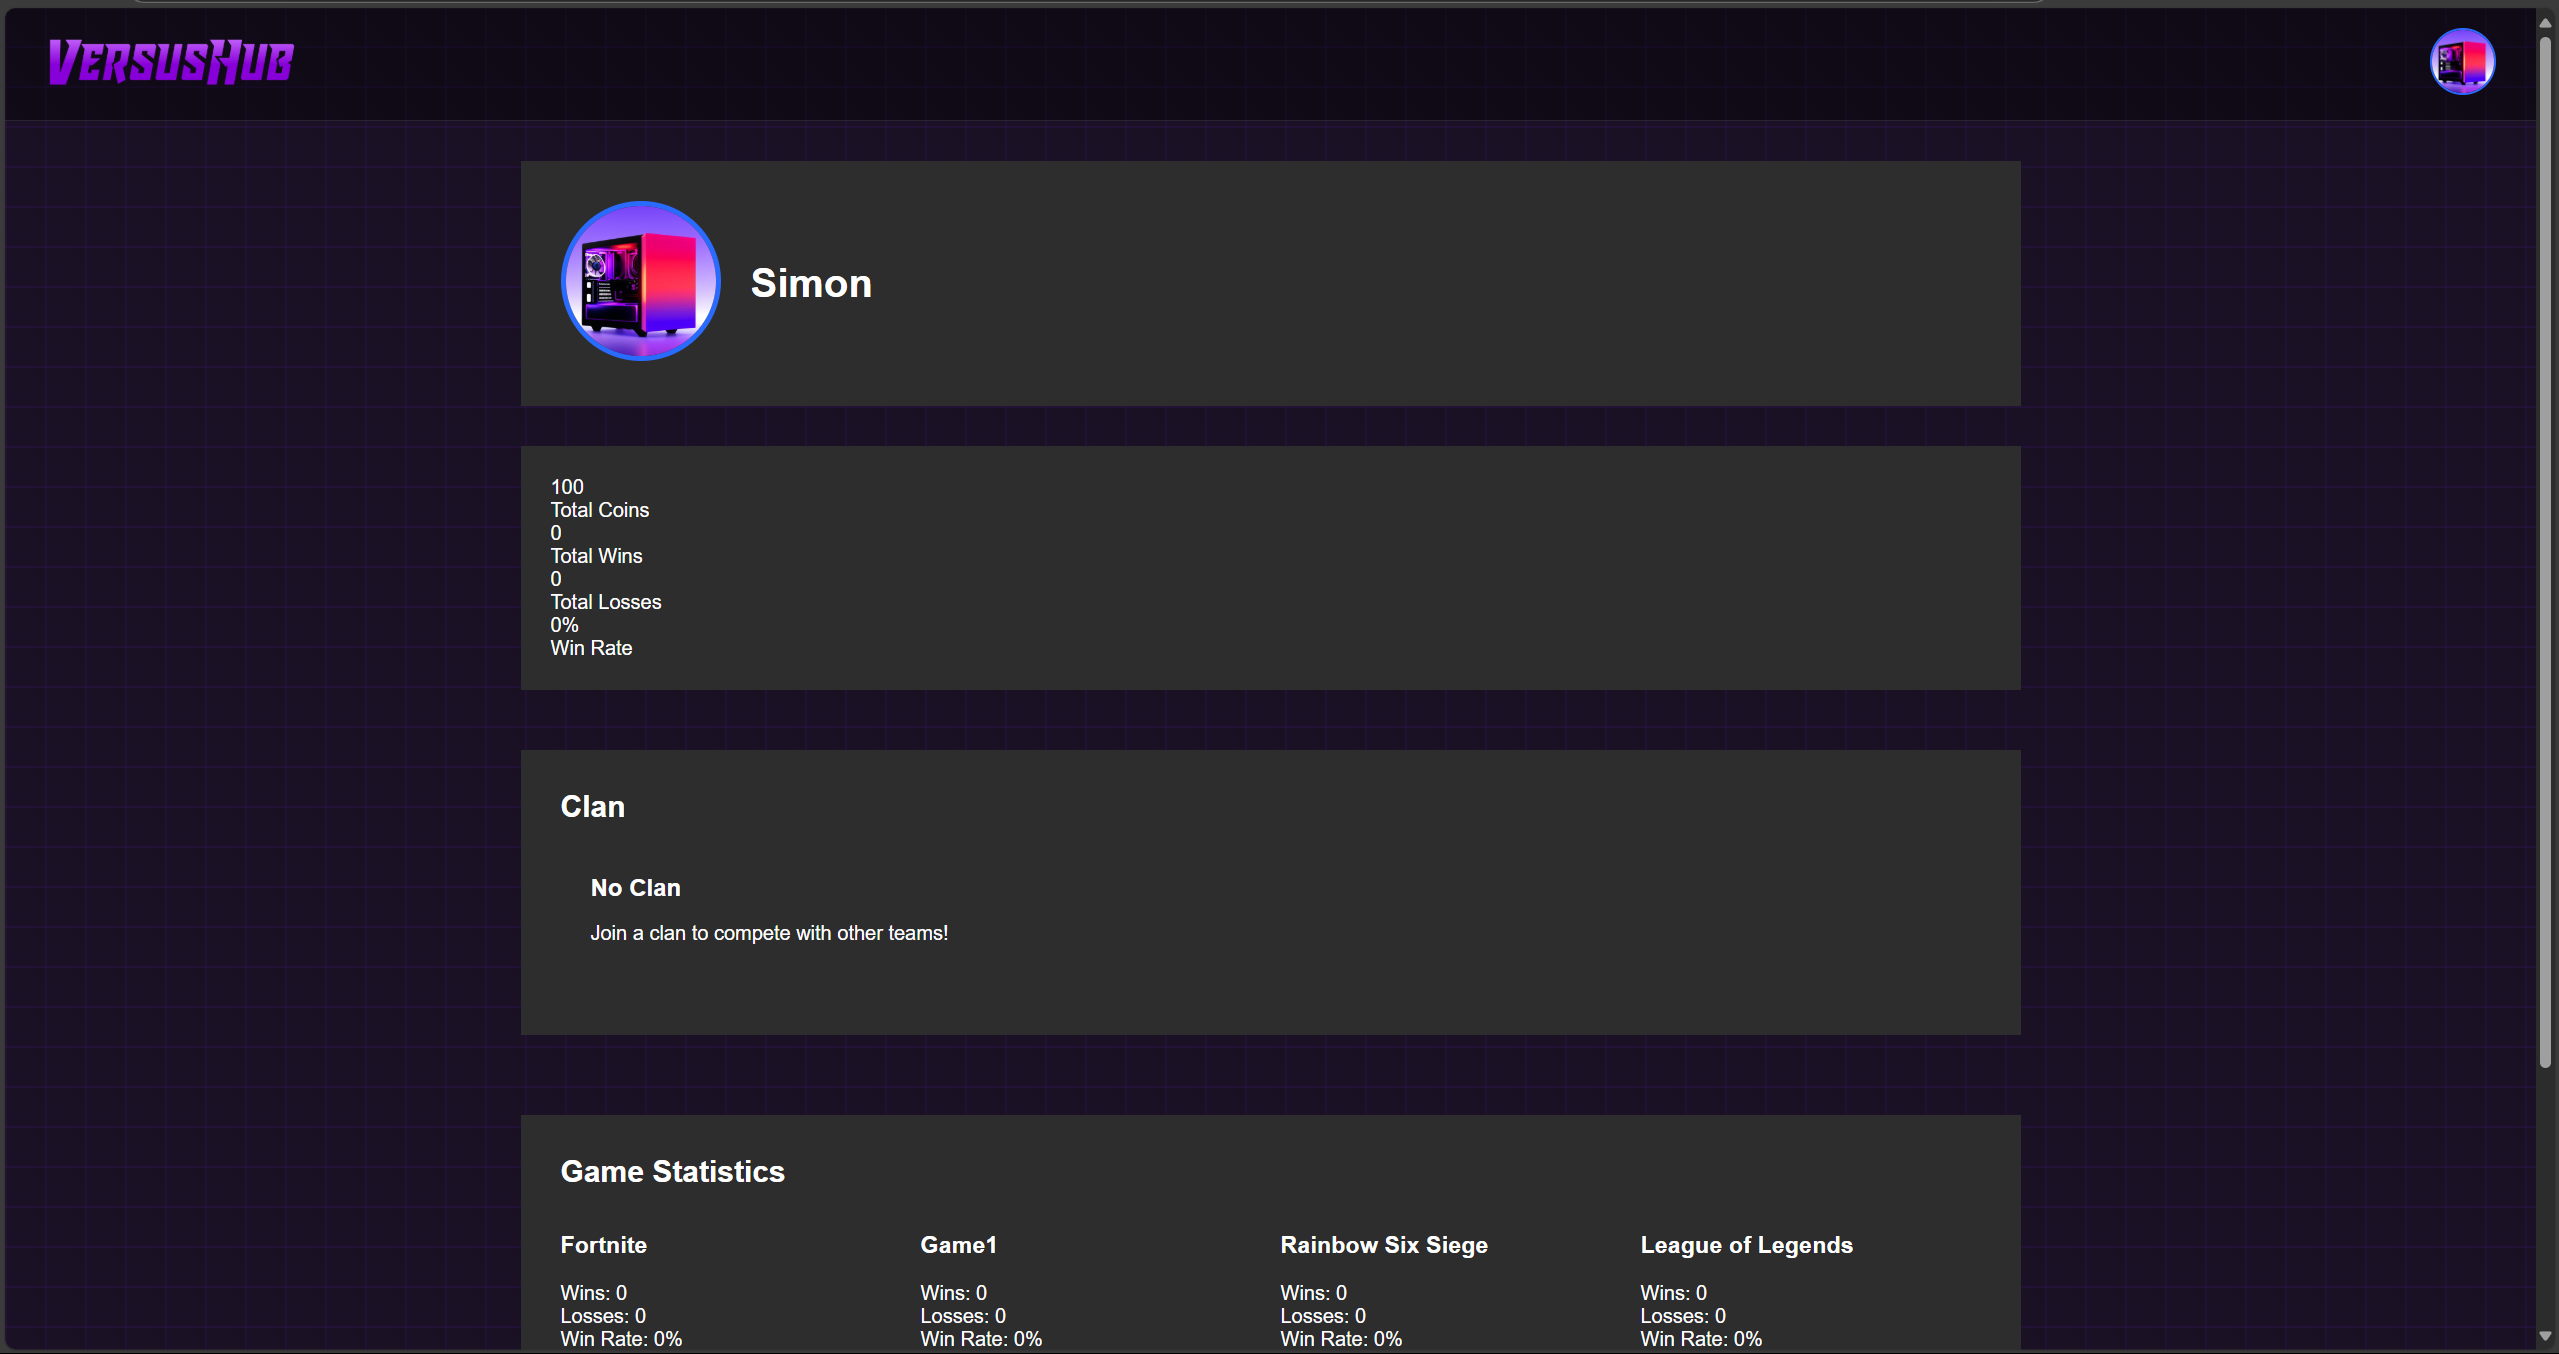 VersusHub
Simon
100
Total Coins
0
Total Wins
0
Total Losses
0%
Win Rate
Clan
No Clan
Join a clan to compete with other teams!
Game Statistics
Fortnite
Wins: 0
Losses: 0
Win Rate: 0%
Game1
Wins: 0
Losses: 0
Win Rate: 0%
Rainbow Six Siege
Wins: 0
Losses: 0
Win Rate: 0%
League of Legends
Wins: 0
Losses: 0
Win Rate: 0%